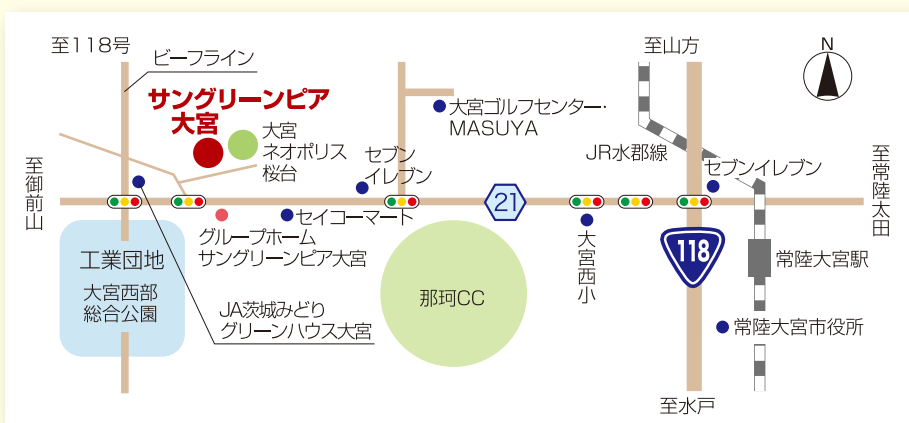 至118号
ビーフライン
至山方
N
サングリーンピア
大宮
大宮
ネオポリス
桜台
大宮ゴルフセンター・
MASUYA
セブン
イレブン
JR水郡線
セブンイレブン
至御前山
至常陸太田
21
セイコーマート
グループホーム
サングリーンピア大宮
大宮西小
118
工業団地
大宮西部
総合公園
那珂CC
常陸大宮駅
JA茨城みどり
グリーンハウス大宮
常陸大宮市役所
至水戸